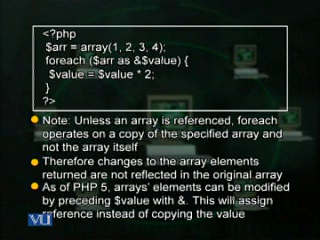 <?php
$arr = array(1, 2, 3, 4);
foreach ($arr as &$value) {
$value = $value * 2;
}
?>
Note: Unless an array is referenced, foreach
operates on a copy of the specified array and
not the array itself
Therefore changes to the array elements
returned are not reflected in the original array
As of PHP 5, arrays' elements can be modified
by preceding $value with &. This will assign
reference instead of copying the value
VU